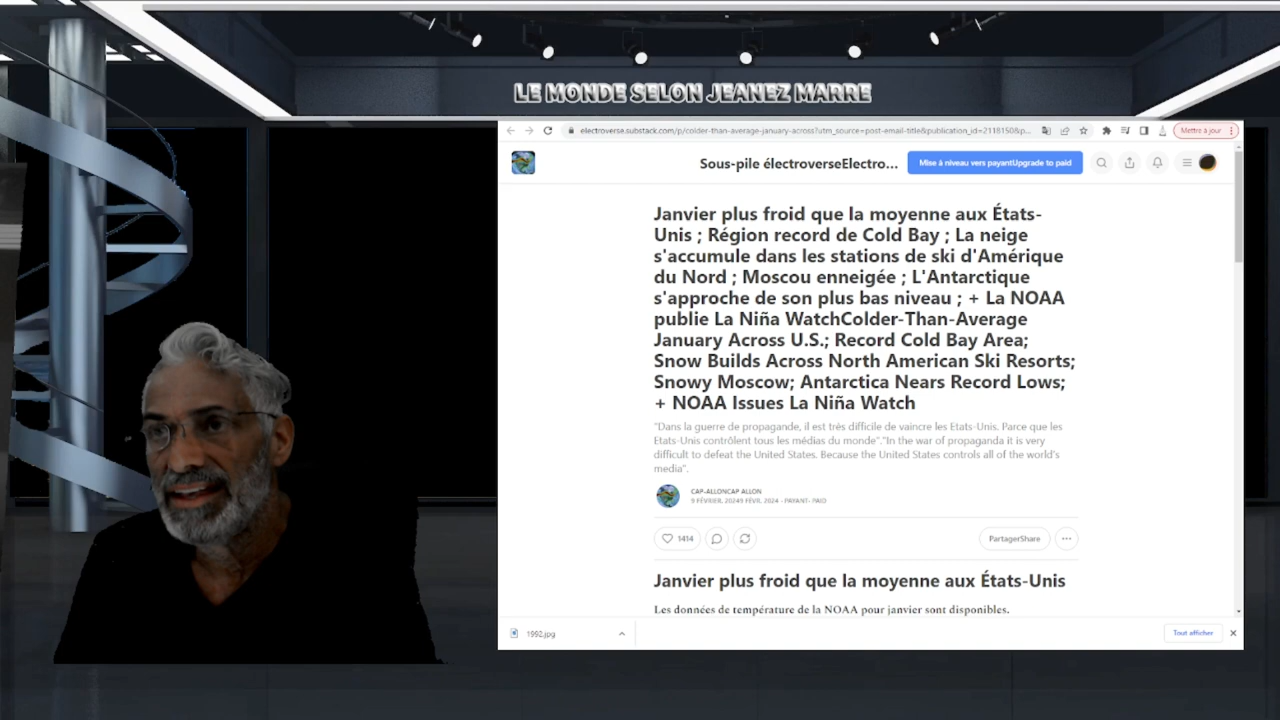 LE MONDE SELON JEANEZ MARRE
electroverse.substack.com/p/colder-than-average-january-across?utm_source=post-email-title&publication_id=2118150&p...
Mettre à jour
Sous-pile électroverseElectro...
Mise à niveau vers payantUpgrade to paid
Janvier plus froid que la moyenne aux États-
Unis ; Région record de Cold Bay ; La neige
s'accumule dans les stations de ski d'Amérique
du Nord ; Moscou enneigée ; L'Antarctique
s'approche de son plus bas niveau ; + La NOAA
publie La Niña WatchColder-Than-Average
January Across U.S.; Record Cold Bay Area;
Snow Builds Across North American Ski Resorts;
Snowy Moscow; Antarctica Nears Record Lows;
+ NOAA Issues La Niña Watch
"Dans la guerre de propagande, il est très difficile de vaincre les Etats-Unis. Parce que les
Etats-Unis contrôlent tous les médias du monde"."In the war of propaganda it is very
difficult to defeat the United States. Because the United States controls all of the world's
media".
CAP-ALLONCAP ALLON
9 FÉVRIER, 20249 FÉVR. 2024 - PAYANT- PAID
1414
PartagerShare
Janvier plus froid que la moyenne aux États-Unis
Les données de température de la NOAA pour janvier sont disponibles.
1992.jpg
Tout afficher